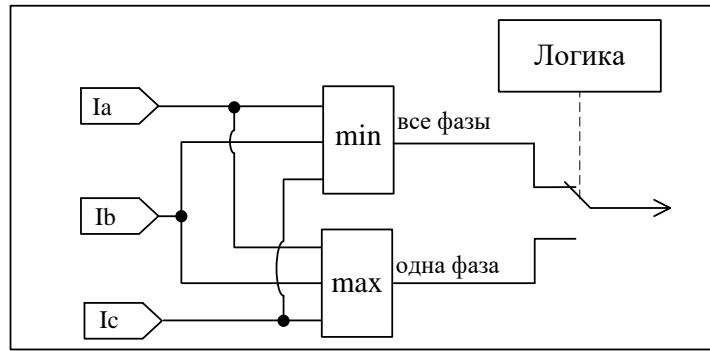 Логика
Ia
min
все фазы
Ib
max
одна фаза
Ic